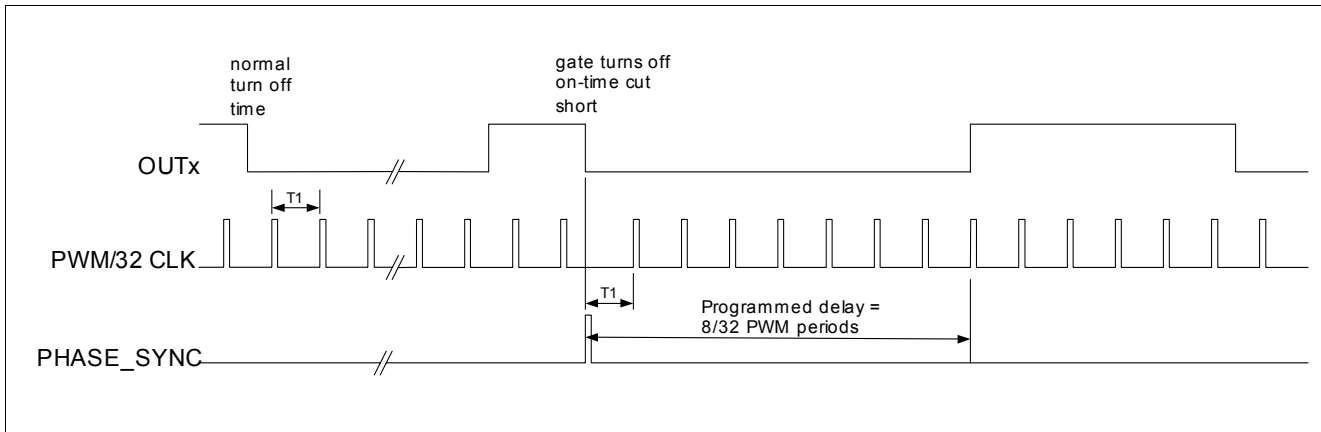 normal
turn off
time
gate turns off
on-time cut
short
OUTx
T1
PWM/32 CLK
T1
Programmed delay =
8/32 PWM periods
PHASE_SYNC